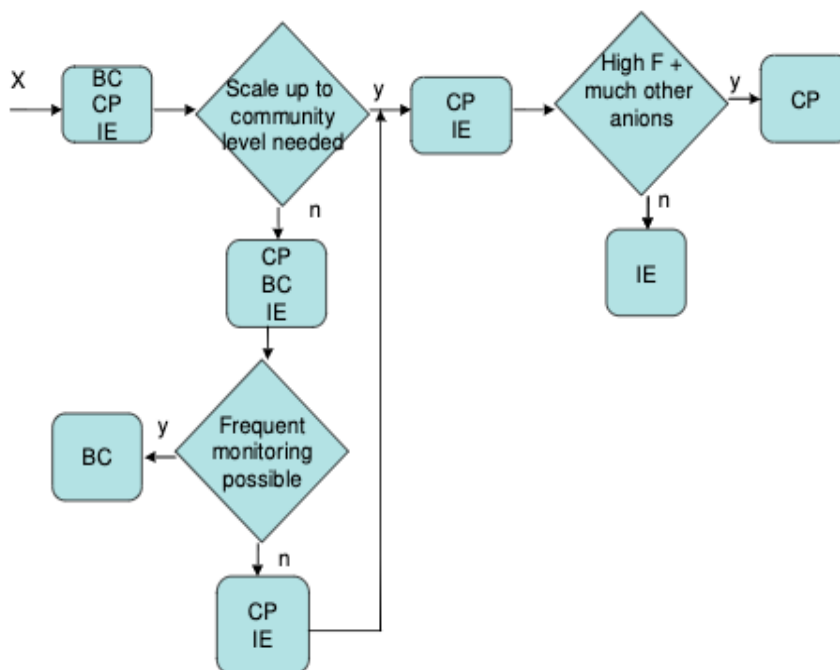 X
BC
CP
IE
Scale up to
community
level needed
y
CP
IE
High F +
much other
anions
y
CP
n
IE
n
CP
BC
IE
Frequent
monitoring
possible
y
BC
n
CP
IE